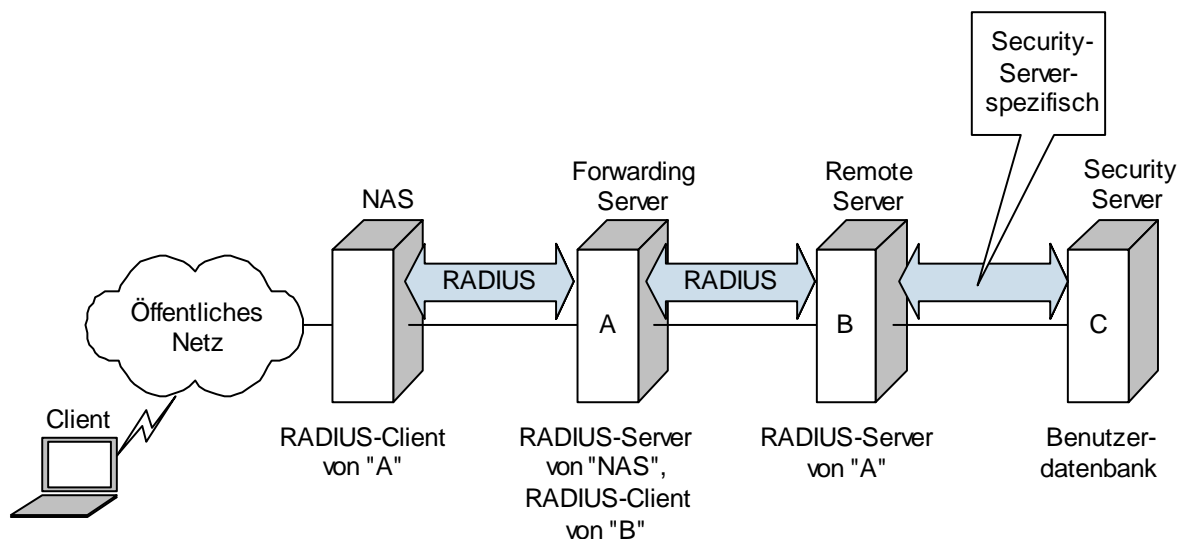 Security-
Server-
spezifisch
NAS
Forwarding
Server
Remote
Server
Security
Server
RADIUS
RADIUS
Öffentliches
Netz
A
B
C
Client
RADIUS-Client
von "A"
RADIUS-Server
von "NAS",
RADIUS-Client
von "B"
RADIUS-Server
von "A"
Benutzer-
datenbank